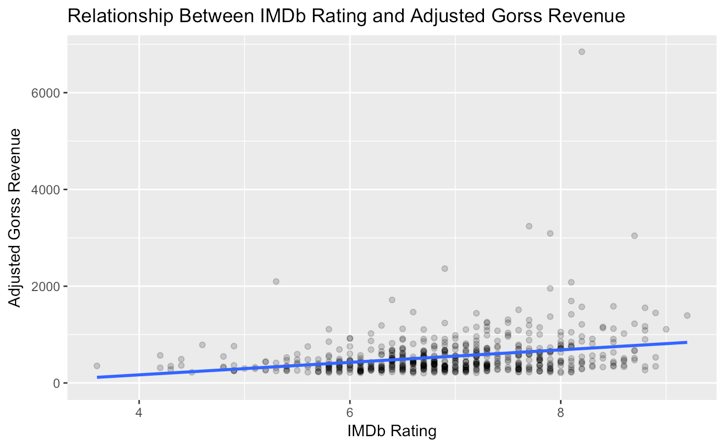 Relationship Between IMDb Rating and Adjusted Gorss Revenue
Adjusted Gorss Revenue
6000
4000
2000
0
4 6 8
IMDb Rating